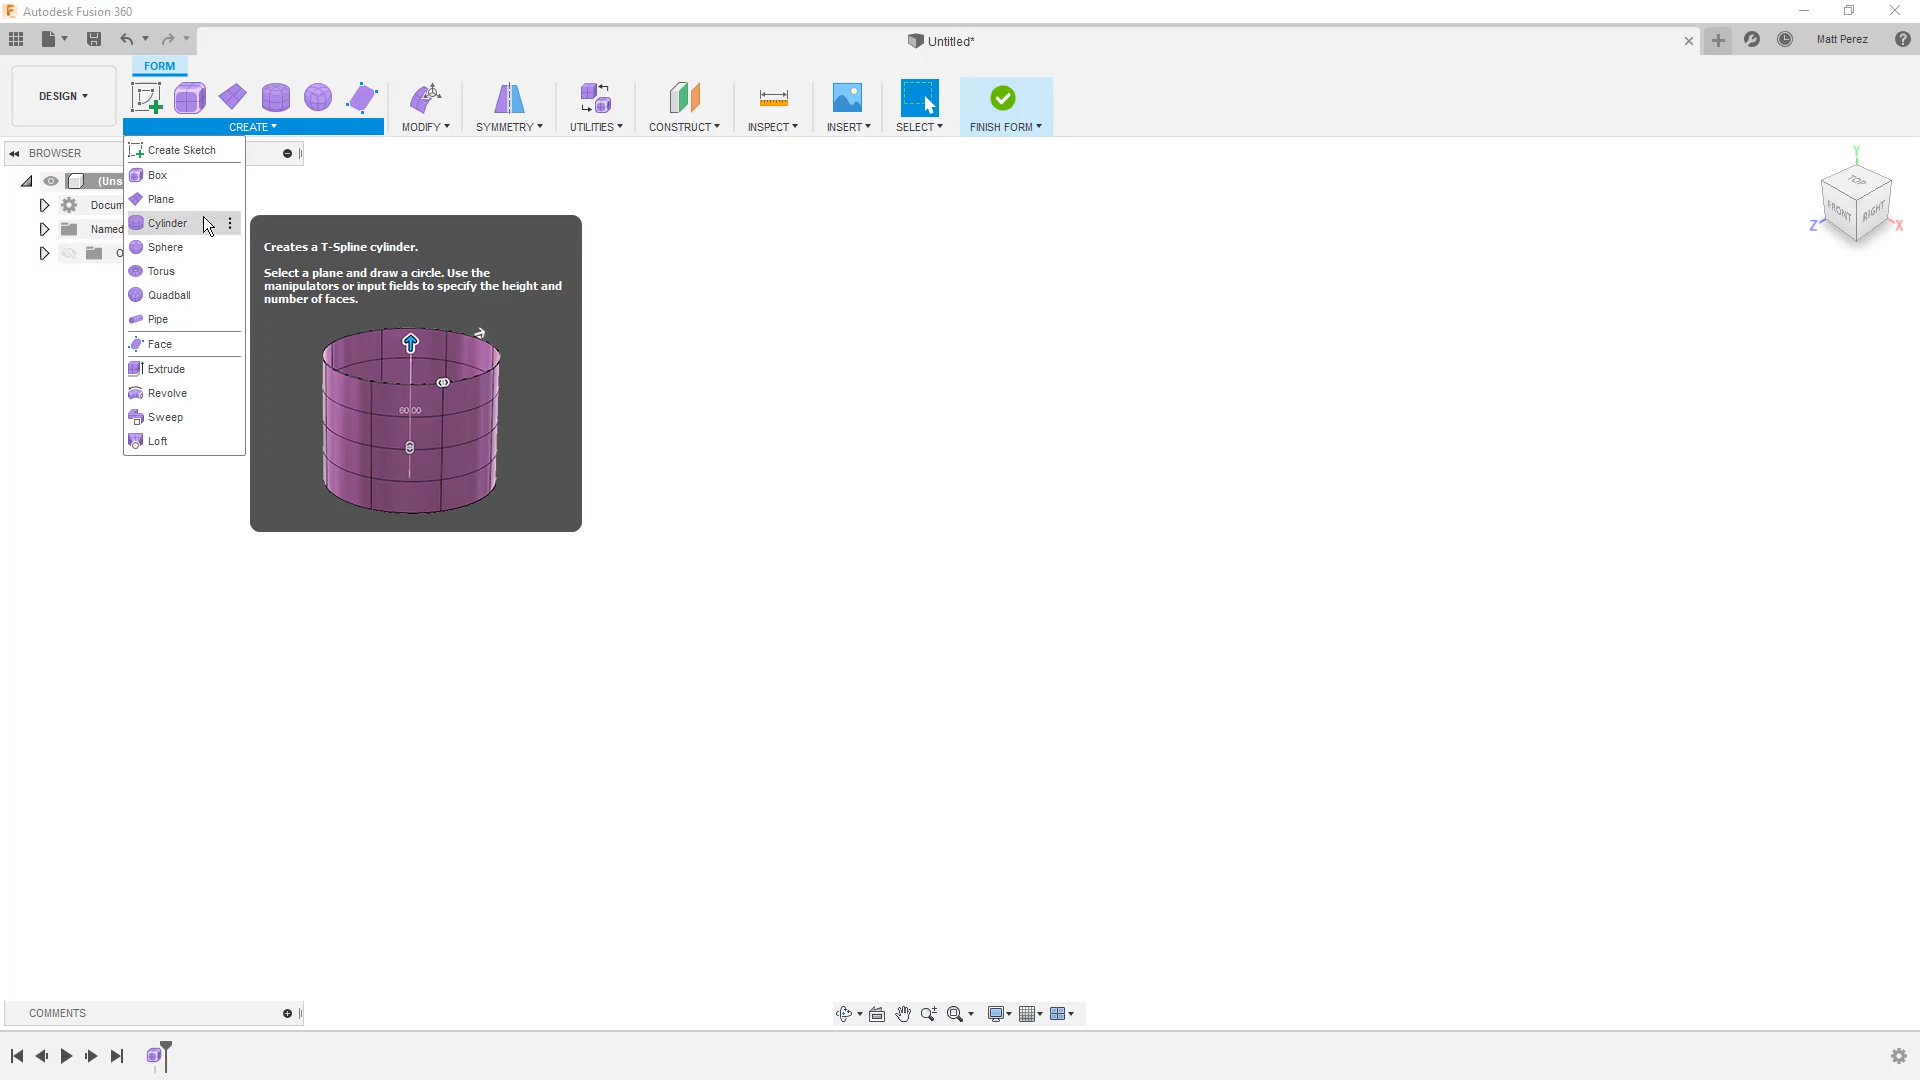 Autodesk Fusion 360
Untitled*
Matt Perez
FORM
DESIGN
CREATE
MODIFY
SYMMETRY
UTILITIES
CONSTRUCT
INSPECT
INSERT
SELECT
FINISH FORM
BROWSER
(Uns
Docum
Named
O
Create Sketch
Box
Plane
Cylinder
Sphere
Torus
Quadball
Pipe
Face
Extrude
Revolve
Sweep
Loft
Creates a T-Spline cylinder.
Select a plane and draw a circle. Use the
manipulators or input fields to specify the height and
number of faces.
60.00
Y
TOP
FRONT
RIGHT
Z
X
COMMENTS